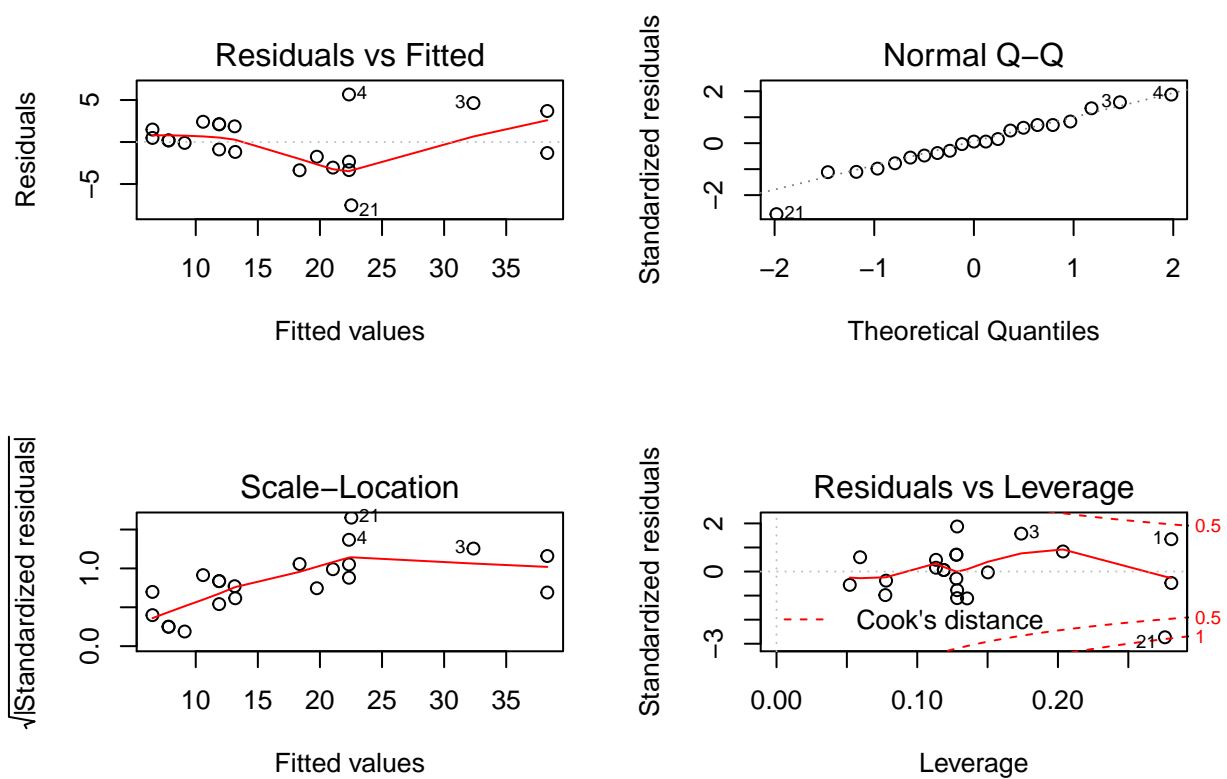 Residuals vs Fitted
Residuals
5
−5
4
3
21
10 15 20 25 30 35
Fitted values
Normal Q−Q
Standardized residuals
2
0
−2
3
4
21
−2 −1 0 1 2
Theoretical Quantiles
Scale−Location
√|Standardized residuals|
1.0
0.0
21
4
3
10 15 20 25 30 35
Fitted values
Residuals vs Leverage
Standardized residuals
2
0
−3
3
1
0.5
Cook's distance
0.5
21
1
0.00 0.10 0.20
Leverage